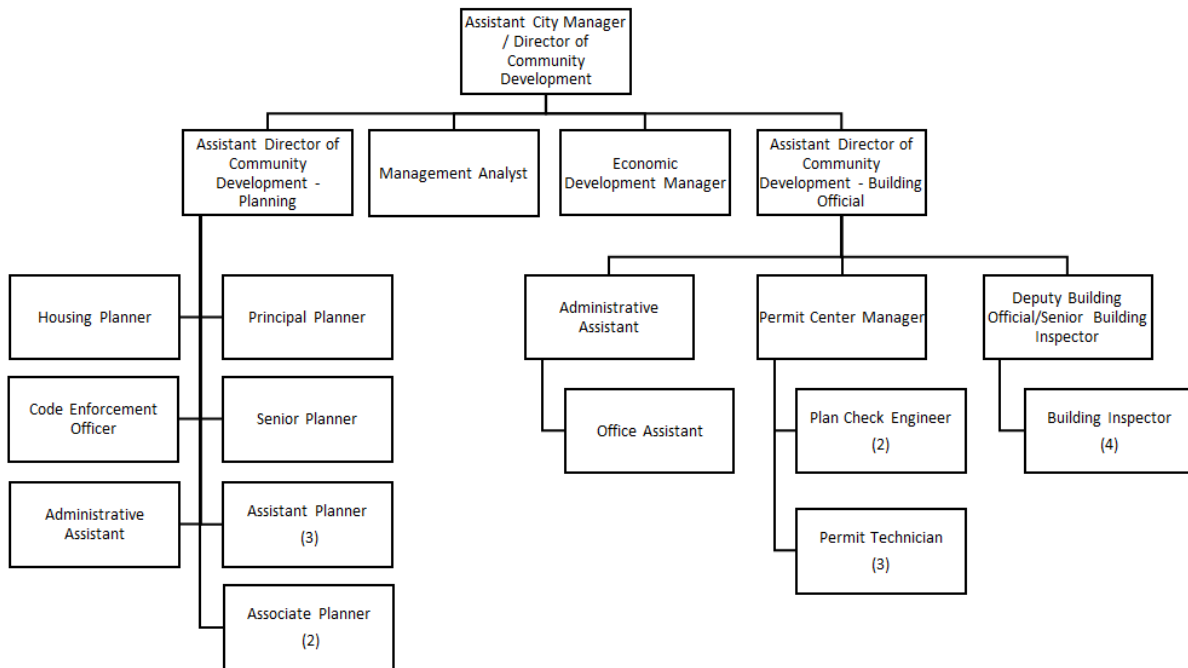 Assistant City Manager
/ Director of
Community
Development
Assistant Director of
Community
Development -
Planning
Management Analyst
Economic
Development Manager
Assistant Director of
Community
Development - Building
Official
Housing Planner
Principal Planner
Code Enforcement
Officer
Senior Planner
Administrative
Assistant
Assistant Planner
(3)
Associate Planner
(2)
Administrative
Assistant
Office Assistant
Permit Center Manager
Plan Check Engineer
(2)
Permit Technician
(3)
Deputy Building
Official/Senior Building
Inspector
Building Inspector
(4)